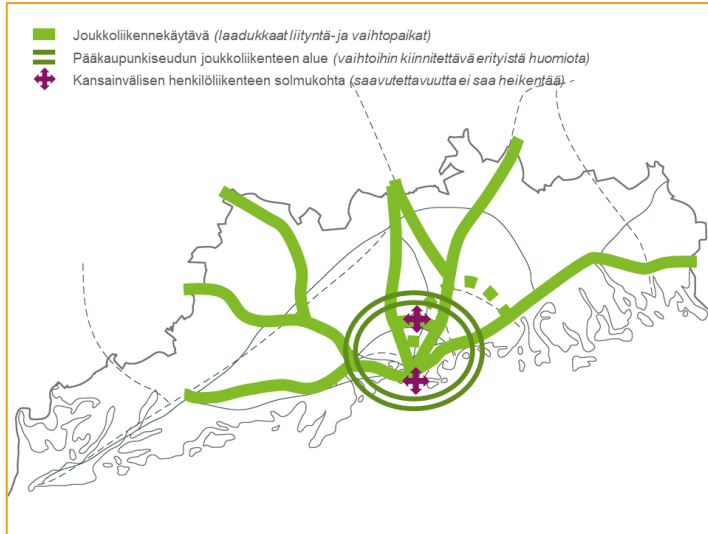 Joukkoliikennekäytävä (laadukkaat liityntä- ja vaihtopaikat)
Pääkaupunkiseudun joukkoliikenteen alue (vaihtoihin kiinnitettävä erityistä huomiota)
Kansainvälisen henkilöliikenteen solmukohta (saavutettavuutta ei saa heikentää)